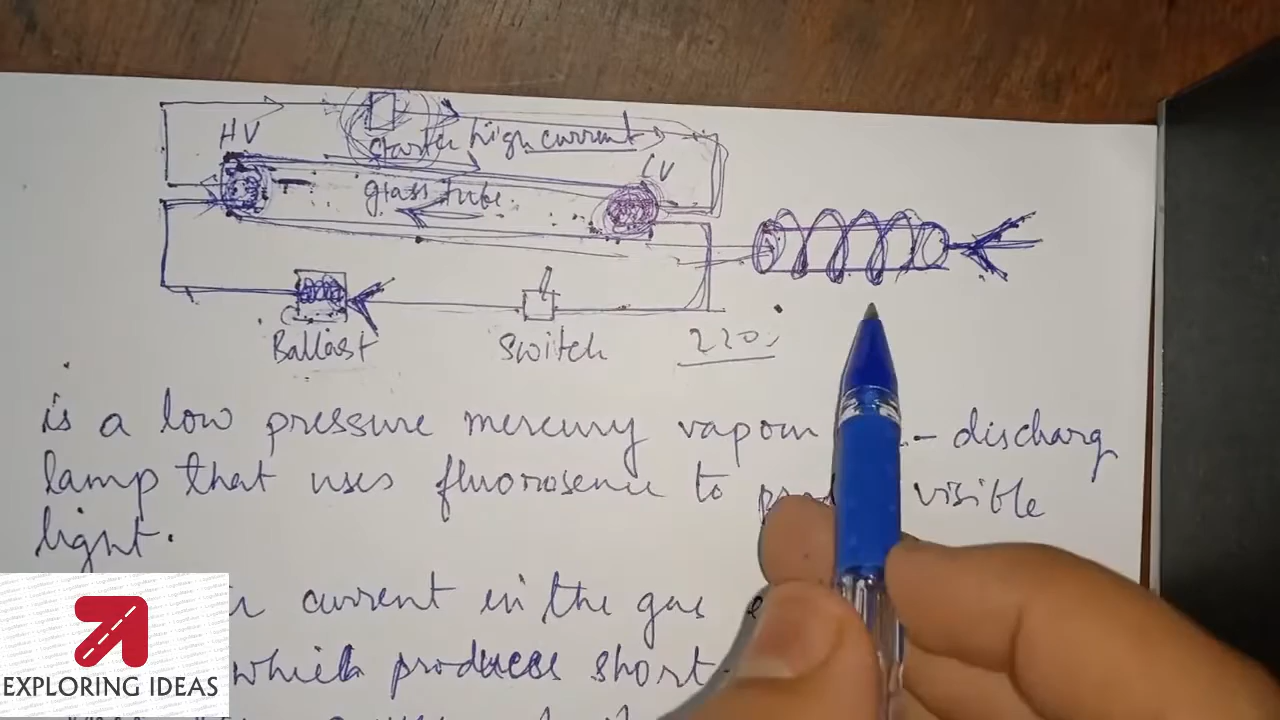 HV
starter high current
LV
glass tube
220
Ballast
switch
is a low pressure mercury vapour - discharg
lamp that uses fluorosence to visible
light.
current in the gas
which produces short-
EXPLORING IDEAS